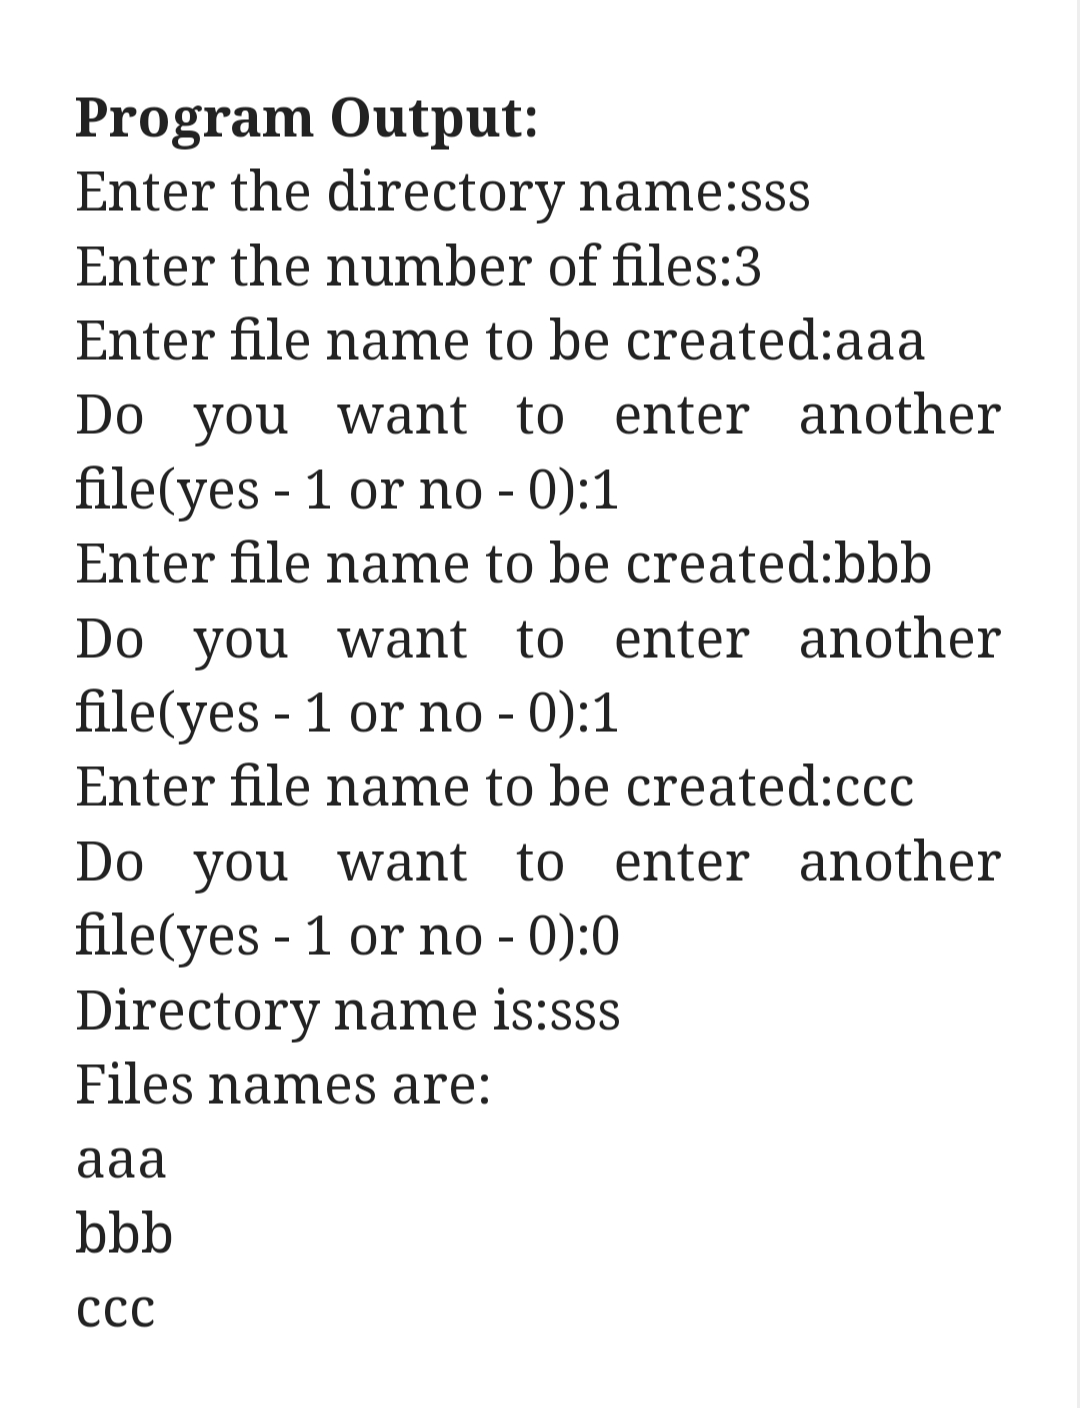 Program Output:
Enter the directory name:sss
Enter the number of files:3
Enter file name to be created:aaa
Do you want to enter another
file(yes - 1 or no - 0):1
Enter file name to be created:bbb
Do you want to enter another
file(yes - 1 or no - 0):1
Enter file name to be created:ccc
Do you want to enter another
file(yes - 1 or no - 0):0
Directory name is:sss
Files names are:
aaa
bbb
ccc